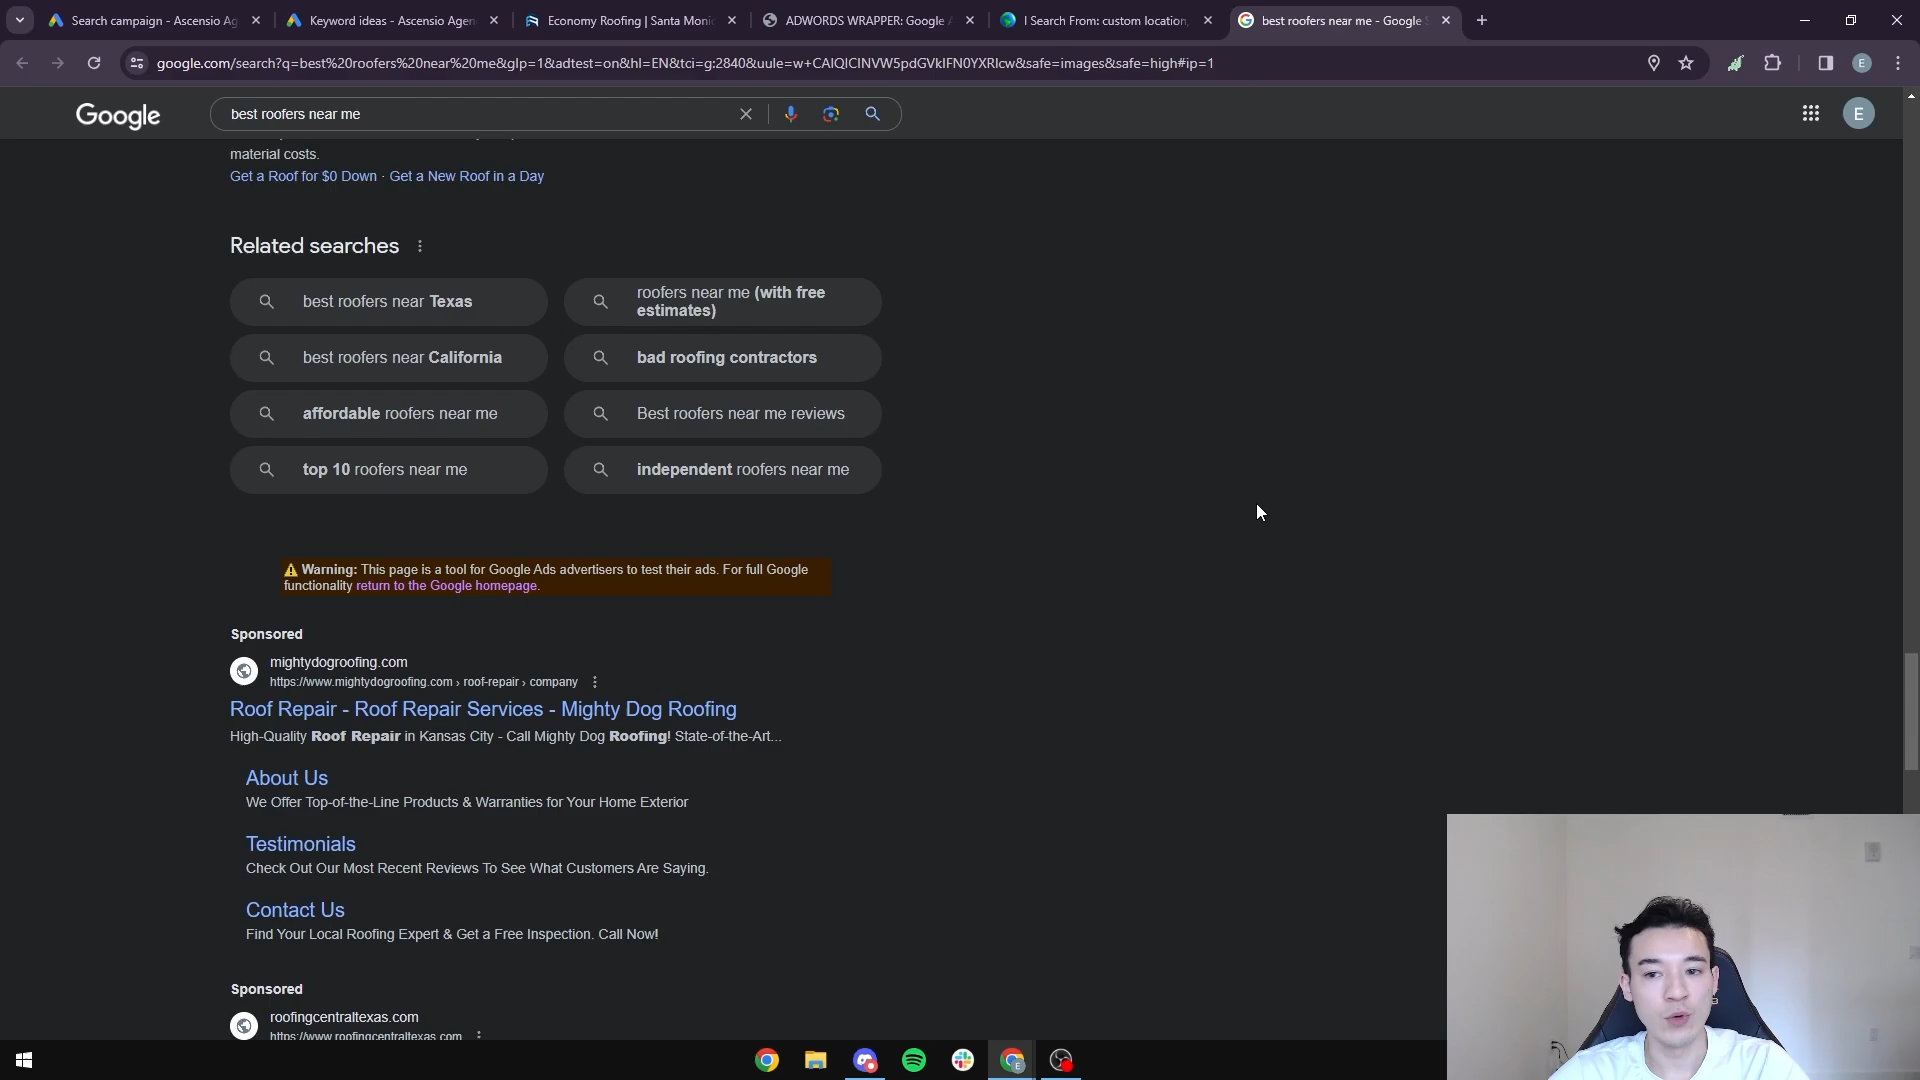 Search campaign - Ascensio Ag
Keyword ideas - Ascensio Agen
Economy Roofing | Santa Moni
ADWORDS WRAPPER: Google A
I Search From: custom location,
best roofers near me - Google S
google.com/search?q=best%20roofers%20near%20me&glp=1&adtest=on&hl=EN&tci=g:2840&uule=w+CAIQICINVW5pdGVkIFN0YXRlcw&safe=images&safe=high#ip=1
E
Google
best roofers near me
E
material costs.
Get a Roof for $0 Down · Get a New Roof in a Day
Related searches
best roofers near Texas
roofers near me (with free
estimates)
best roofers near California
bad roofing contractors
affordable roofers near me
Best roofers near me reviews
top 10 roofers near me
independent roofers near me
Warning: This page is a tool for Google Ads advertisers to test their ads. For full Google
functionality return to the Google homepage.
Sponsored
mightydogroofing.com
https://www.mightydogroofing.com › roof-repair › company
Roof Repair - Roof Repair Services - Mighty Dog Roofing
High-Quality Roof Repair in Kansas City - Call Mighty Dog Roofing! State-of-the-Art...
About Us
We Offer Top-of-the-Line Products & Warranties for Your Home Exterior
Testimonials
Check Out Our Most Recent Reviews To See What Customers Are Saying.
Contact Us
Find Your Local Roofing Expert & Get a Free Inspection. Call Now!
Sponsored
roofingcentraltexas.com
https://www.roofingcentraltexas.com